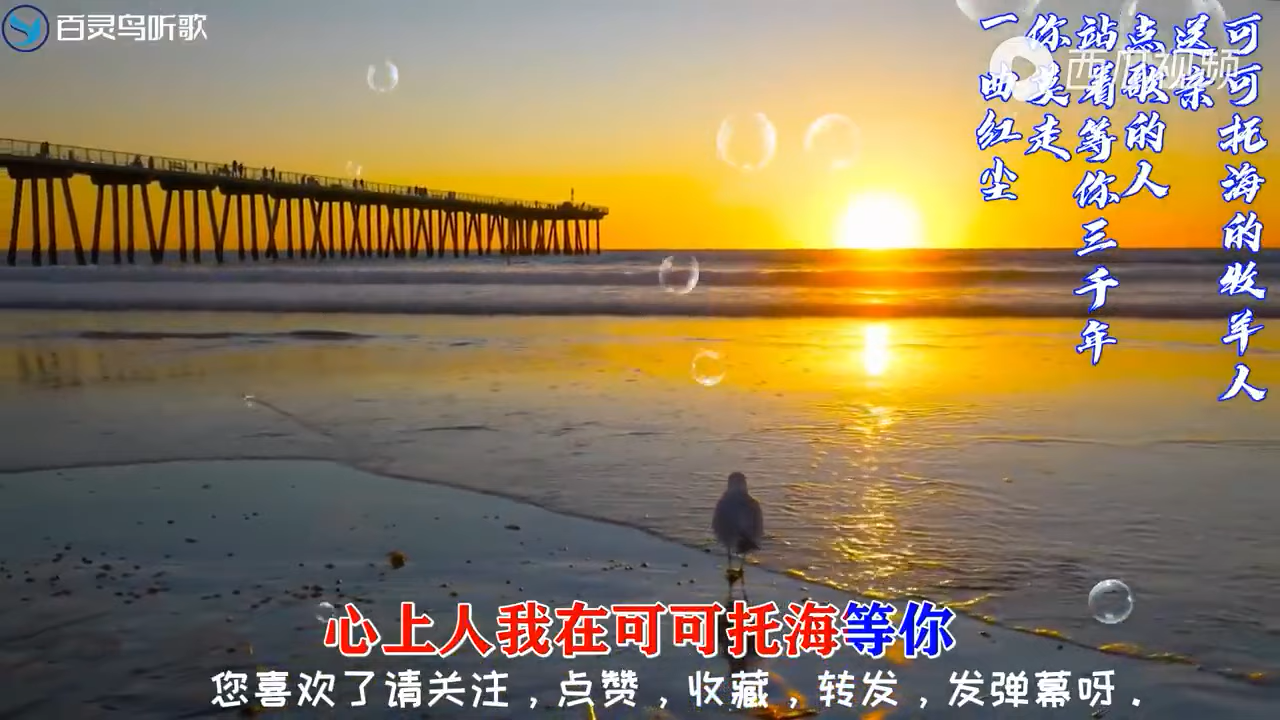 百灵鸟听歌
西瓜视频
可可托海的牧羊人
送亲
点歌的人
站着等你三千年
你莫走
一曲红尘
心上人我在可可托海等你
您喜欢了请关注，点赞，收藏，转发，发弹幕呀．